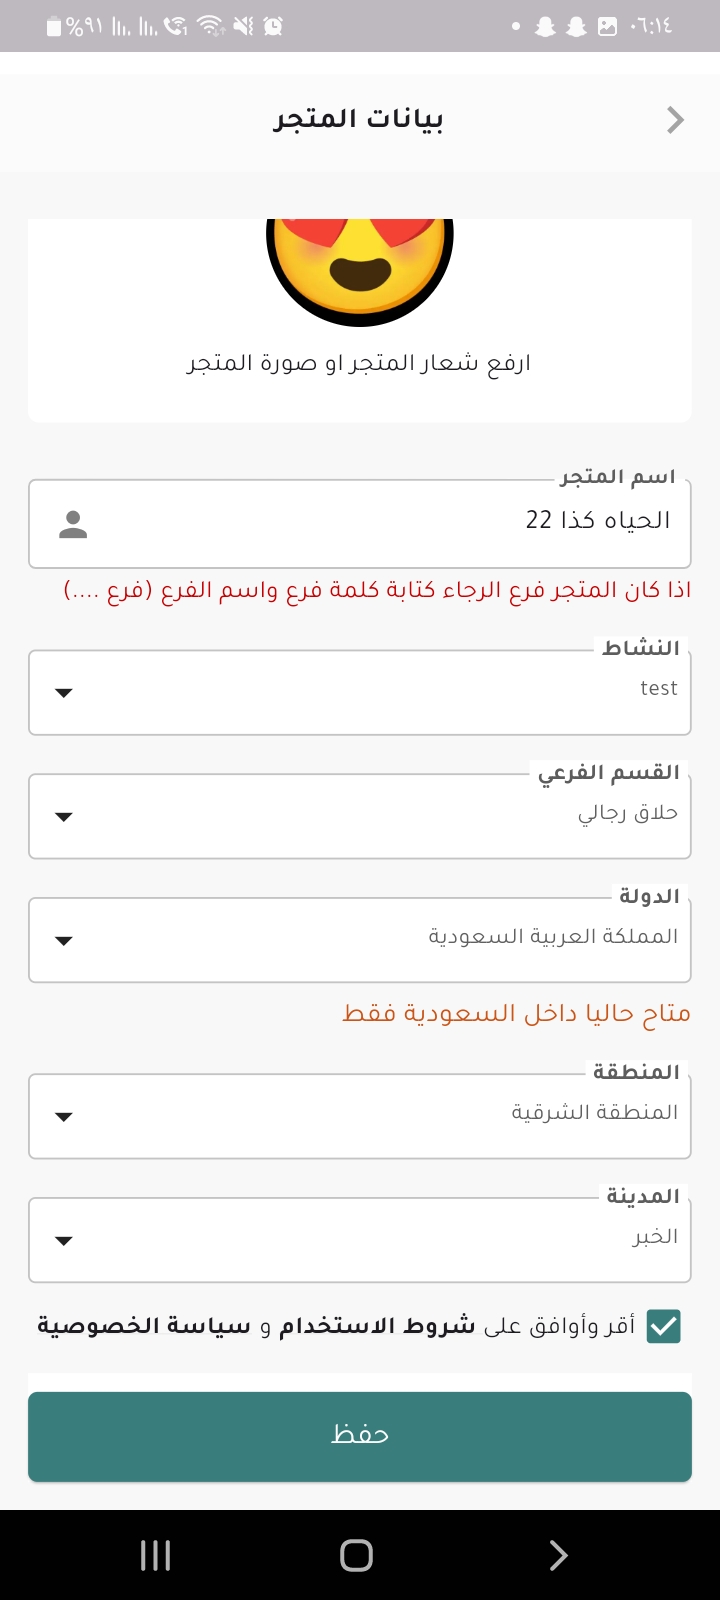 ٠٦:١٤
%٩١
بيانات المتجر
ارفع شعار المتجر او صورة المتجر
اسم المتجر
الحياه كذا 22
اذا كان المتجر فرع الرجاء كتابة كلمة فرع واسم الفرع (فرع ....)
النشاط
test
القسم الفرعي
حلاق رجالي
الدولة
المملكة العربية السعودية
متاح حاليا داخل السعودية فقط
المنطقة
المنطقة الشرقية
المدينة
الخبر
أقر وأوافق على شروط الاستخدام و سياسة الخصوصية
حفظ